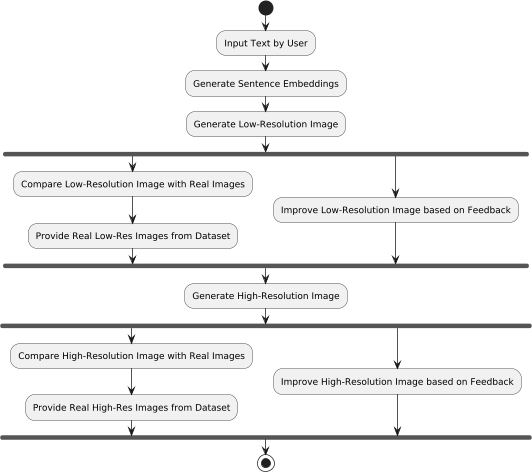 Input Text by User
Generate Sentence Embeddings
Generate Low-Resolution Image
Compare Low-Resolution Image with Real Images
Improve Low-Resolution Image based on Feedback
Provide Real Low-Res Images from Dataset
Generate High-Resolution Image
Compare High-Resolution Image with Real Images
Improve High-Resolution Image based on Feedback
Provide Real High-Res Images from Dataset